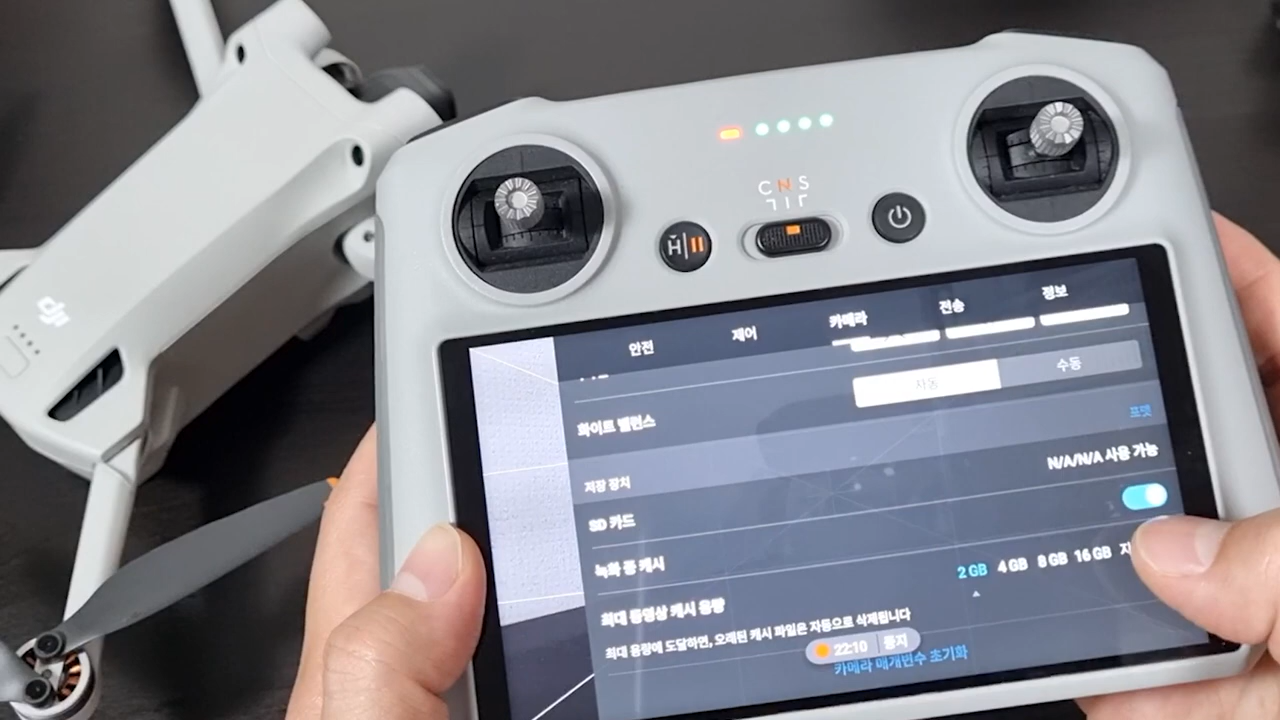 C N S
dji
H
안전 제어 카메라 전송 정보
자동 수동
화이트 밸런스
포맷
저장 장치
SD 카드 N/A/N/A 사용 가능
녹화 중 캐시
최대 동영상 캐시 용량 2 GB 4 GB 8 GB 16 GB
최대 용량에 도달하면, 오래된 캐시 파일은 자동으로 삭제됩니다
22:10 중지
카메라 매개변수 초기화